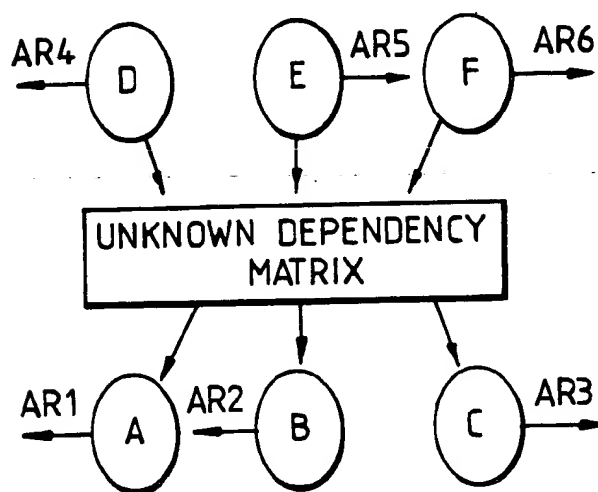 AR4 D E AR5 F AR6
UNKNOWN DEPENDENCY
MATRIX
AR1 A AR2 B C AR3